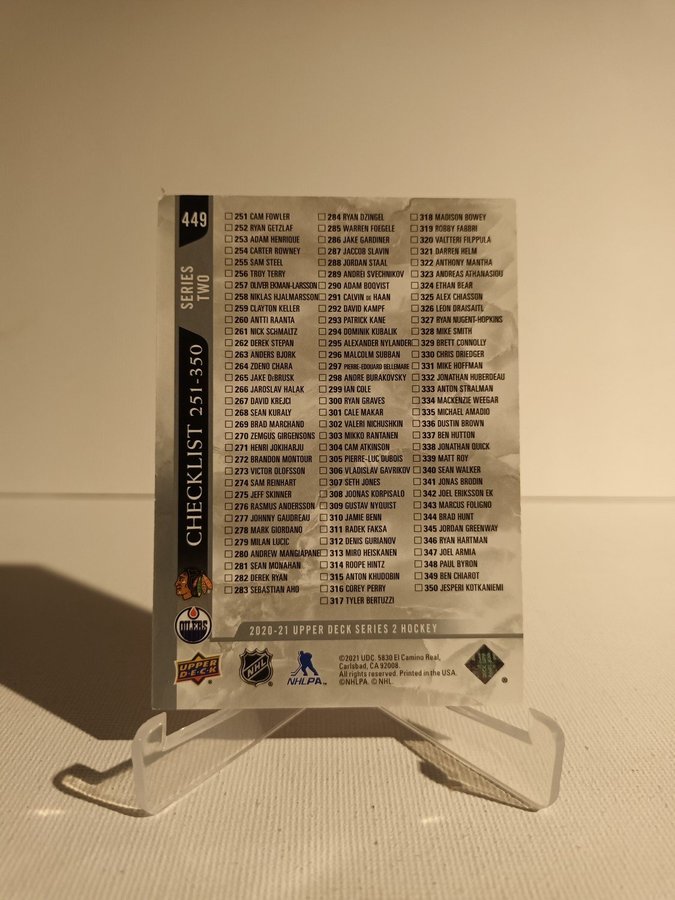 449
SERIES TWO
CHECKLIST 251-350
251 CAM FOWLER
252 RYAN GETZLAF
253 ADAM HENRIQUE
254 CARTER ROWNEY
255 SAM STEEL
256 TROY TERRY
257 OLIVER EKMAN-LARSSON
258 NIKLAS HJALMARSSON
259 CLAYTON KELLER
260 ANTTI RAANTA
261 NICK SCHMALTZ
262 DEREK STEPAN
263 ANDERS BJORK
264 ZDENO CHARA
265 JAKE DeBRUSK
266 JAROSLAV HALAK
267 DAVID KREJCI
268 SEAN KURALY
269 BRAD MARCHAND
270 ZEMGUS GIRGENSONS
271 HENRI JOKIHARJU
272 BRANDON MONTOUR
273 VICTOR OLOFSSON
274 SAM REINHART
275 JEFF SKINNER
276 RASMUS ANDERSSON
277 JOHNNY GAUDREAU
278 MARK GIORDANO
279 MILAN LUCIC
280 ANDREW MANGIAPANE
281 SEAN MONAHAN
282 DEREK RYAN
283 SEBASTIAN AHO
284 RYAN DZINGEL
285 WARREN FOEGELE
286 JAKE GARDINER
287 JACCOB SLAVIN
288 JORDAN STAAL
289 ANDREI SVECHNIKOV
290 ADAM BOQVIST
291 CALVIN DE HAAN
292 DAVID KAMPF
293 PATRICK KANE
294 DOMINIK KUBALIK
295 ALEXANDER NYLANDER
296 MALCOLM SUBBAN
297 PIERRE-EDOUARD BELLEMARE
298 ANDRE BURAKOVSKY
299 IAN COLE
300 RYAN GRAVES
301 CALE MAKAR
302 VALERI NICHUSHKIN
303 MIKKO RANTANEN
304 CAM ATKINSON
305 PIERRE-LUC DUBOIS
306 VLADISLAV GAVRIKOV
307 SETH JONES
308 JOONAS KORPISALO
309 GUSTAV NYQUIST
310 JAMIE BENN
311 RADEK FAKSA
312 DENIS GURIANOV
313 MIRO HEISKANEN
314 ROOPE HINTZ
315 ANTON KHUDOBIN
316 COREY PERRY
317 TYLER BERTUZZI
318 MADISON BOWEY
319 ROBBY FABBRI
320 VALTTERI FILPPULA
321 DARREN HELM
322 ANTHONY MANTHA
323 ANDREAS ATHANASIOU
324 ETHAN BEAR
325 ALEX CHIASSON
326 LEON DRAISAITL
327 RYAN NUGENT-HOPKINS
328 MIKE SMITH
329 BRETT CONNOLLY
330 CHRIS DRIEDGER
331 MIKE HOFFMAN
332 JONATHAN HUBERDEAU
333 ANTON STRALMAN
334 MACKENZIE WEEGAR
335 MICHAEL AMADIO
336 DUSTIN BROWN
337 BEN HUTTON
338 JONATHAN QUICK
339 MATT ROY
340 SEAN WALKER
341 JONAS BRODIN
342 JOEL ERIKSSON EK
343 MARCUS FOLIGNO
344 BRAD HUNT
345 JORDAN GREENWAY
346 RYAN HARTMAN
347 JOEL ARMIA
348 PAUL BYRON
349 BEN CHIAROT
350 JESPERI KOTKANIEMI
OILERS
2020-21 UPPER DECK SERIES 2 HOCKEY
UPPER DECK
NHL
NHLPA
©2021 UDC. 5830 El Camino Real,
Carlsbad, CA 92008.
All rights reserved. Printed in the USA.
©NHLPA. © NHL.